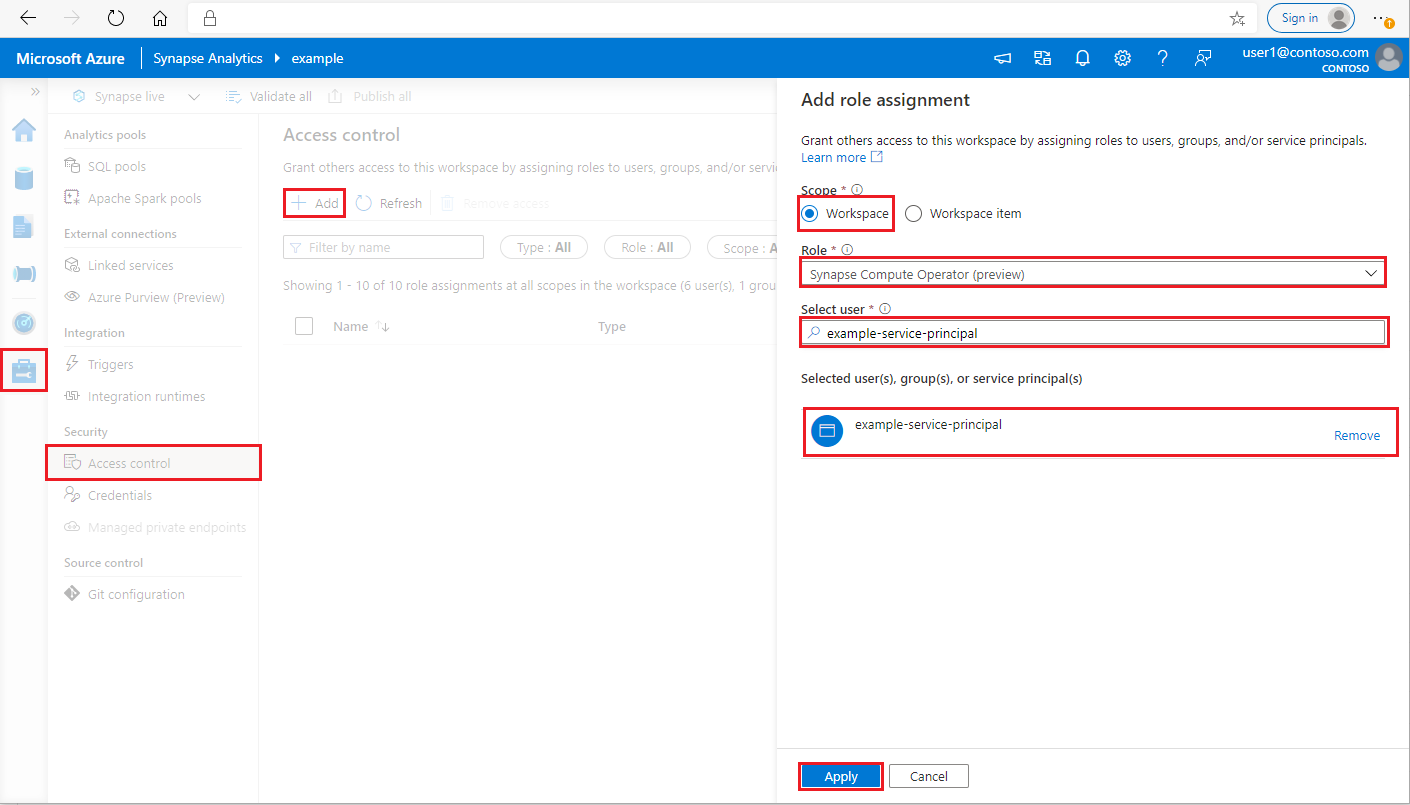 Sign in
Microsoft Azure
Synapse Analytics
example
user1@contoso.com
CONTOSO
Synapse live
Validate all
Publish all
Analytics pools
SQL pools
Apache Spark pools
External connections
Linked services
Azure Purview (Preview)
Integration
Triggers
Integration runtimes
Security
Access control
Credentials
Managed private endpoints
Source control
Git configuration
Access control
Grant others access to this workspace by assigning roles to users, groups, and/or servic
Add
Refresh
Remove access
Filter by name
Type : All
Role : All
Scope : A
Showing 1 - 10 of 10 role assignments at all scopes in the workspace (6 user(s), 1 grou
Name
Type
Add role assignment
Grant others access to this workspace by assigning roles to users, groups, and/or service principals.
Learn more
Scope *
Workspace
Workspace item
Role *
Synapse Compute Operator (preview)
Select user *
example-service-principal
Selected user(s), group(s), or service principal(s)
example-service-principal
Remove
Apply
Cancel